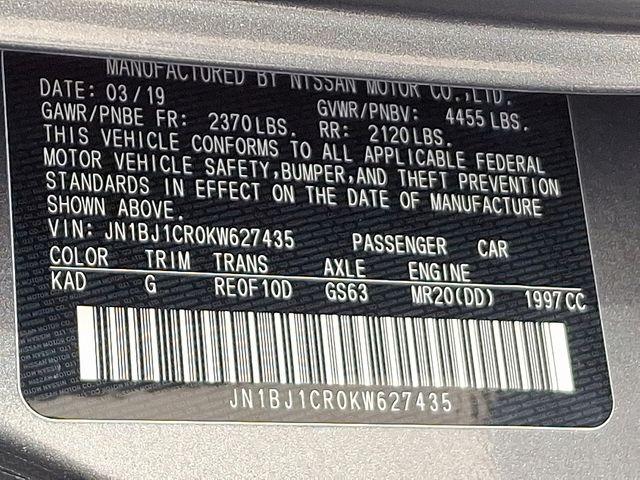 MANUFACTURED BY NISSAN MOTOR CO.,LTD.
DATE: 03/19 GVWR/PNBV: 4455 LBS.
GAWR/PNBE FR: 2370LBS. RR: 2120LBS.
THIS VEHICLE CONFORMS TO ALL APPLICABLE FEDERAL
MOTOR VEHICLE SAFETY,BUMPER,AND THEFT PREVENTION
STANDARDS IN EFFECT ON THE DATE OF MANUFACTURE
SHOWN ABOVE.
VIN: JN1BJ1CR0KW627435 PASSENGER CAR
COLOR TRIM TRANS AXLE ENGINE
KAD G RE0F10D GS63 MR20(DD) 1997CC
JN1BJ1CR0KW627435